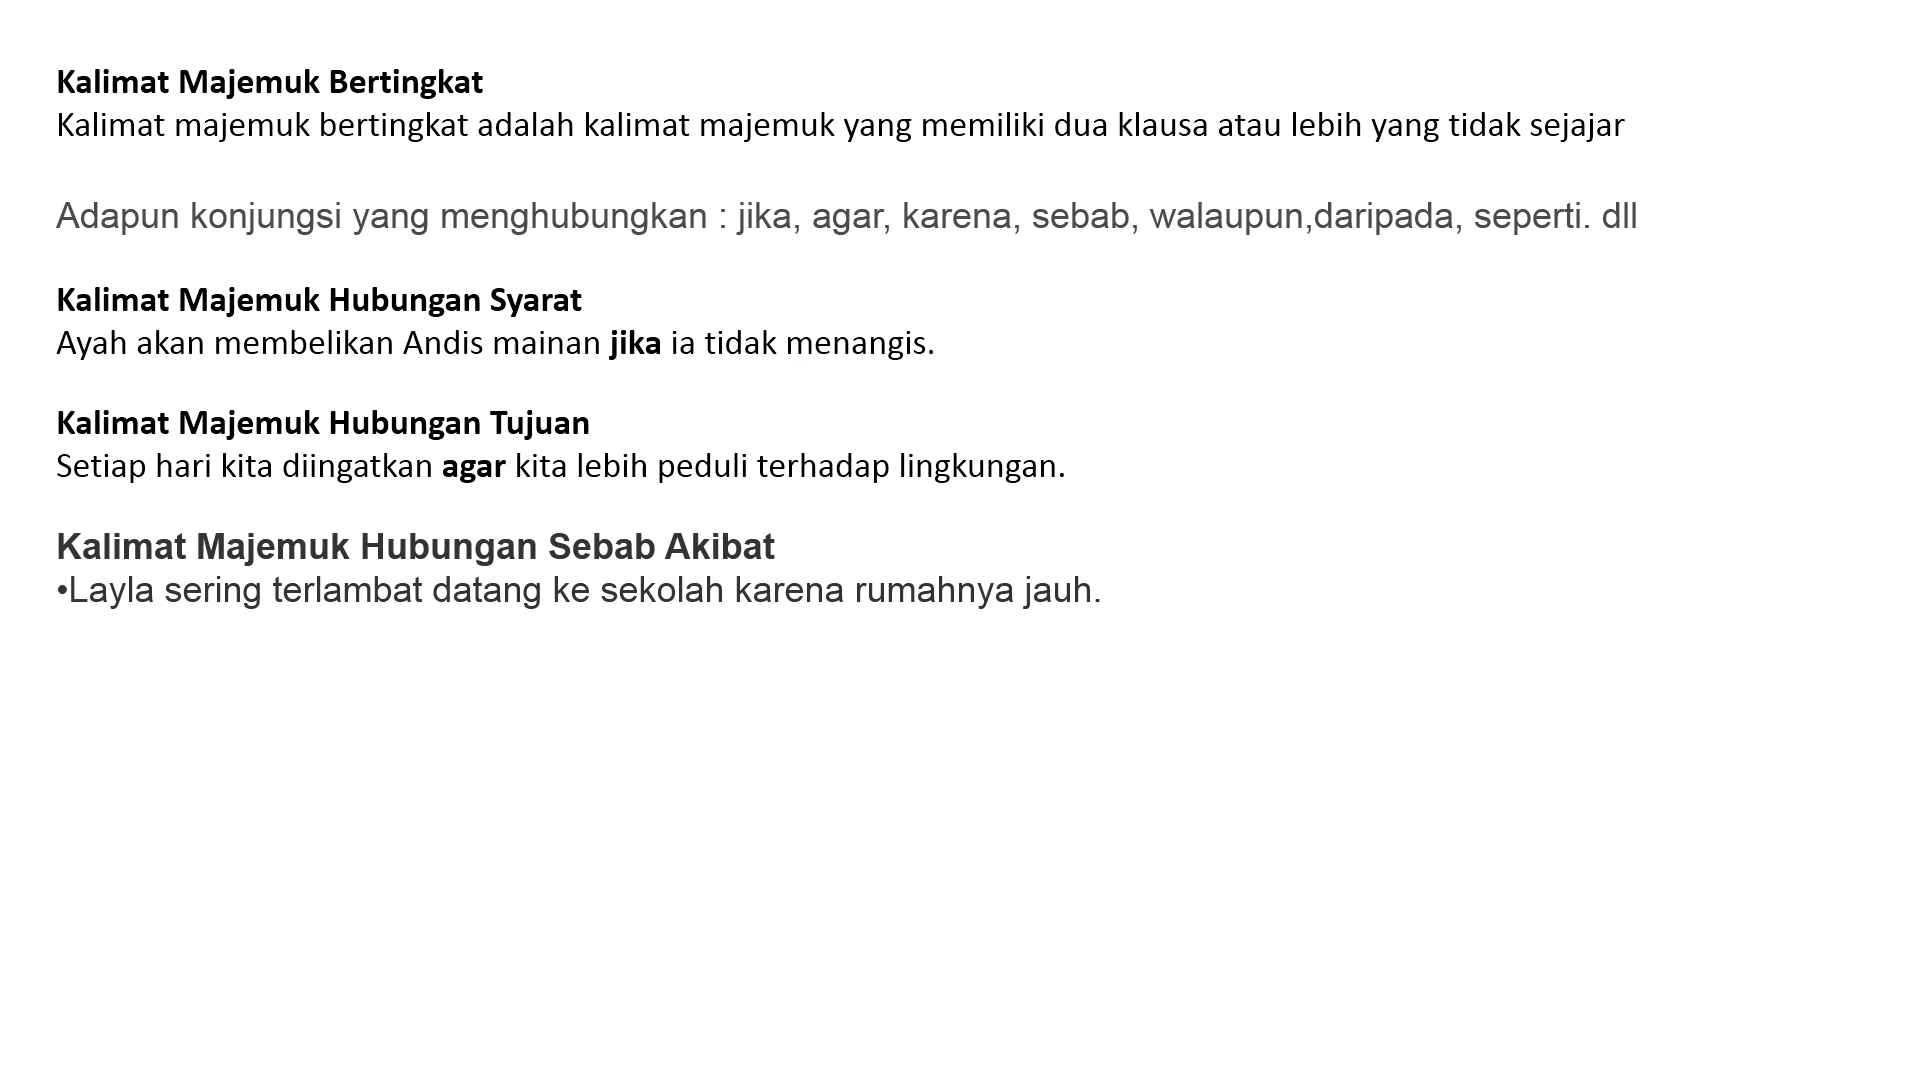 Kalimat Majemuk Bertingkat
Kalimat majemuk bertingkat adalah kalimat majemuk yang memiliki dua klausa atau lebih yang tidak sejajar
Adapun konjungsi yang menghubungkan : jika, agar, karena, sebab, walaupun,daripada, seperti. dll
Kalimat Majemuk Hubungan Syarat
Ayah akan membelikan Andis mainan jika ia tidak menangis.
Kalimat Majemuk Hubungan Tujuan
Setiap hari kita diingatkan agar kita lebih peduli terhadap lingkungan.
Kalimat Majemuk Hubungan Sebab Akibat
•Layla sering terlambat datang ke sekolah karena rumahnya jauh.